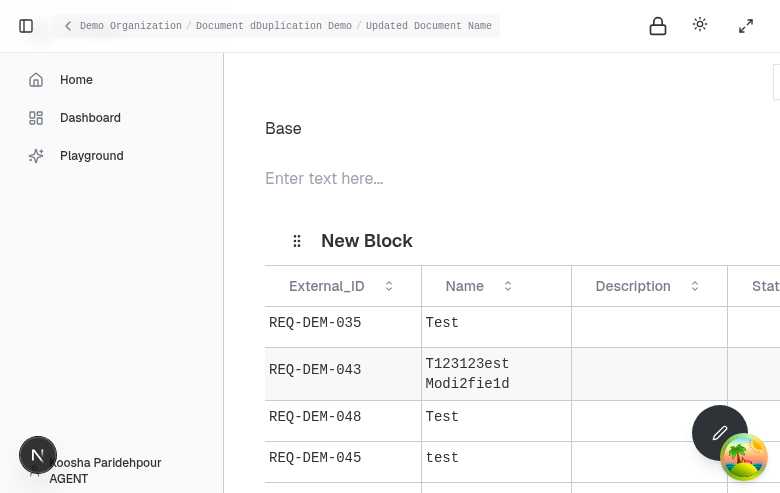 Demo Organization / Document dDuplication Demo / Updated Document Name
Home
Dashboard
Playground
Base
Enter text here...
New Block
External_ID Name Description Stat
REQ-DEM-035 Test
REQ-DEM-043 T123123est
Modi2fie1d
REQ-DEM-048 Test
REQ-DEM-045 test
N
Koosha Paridehpour
AGENT